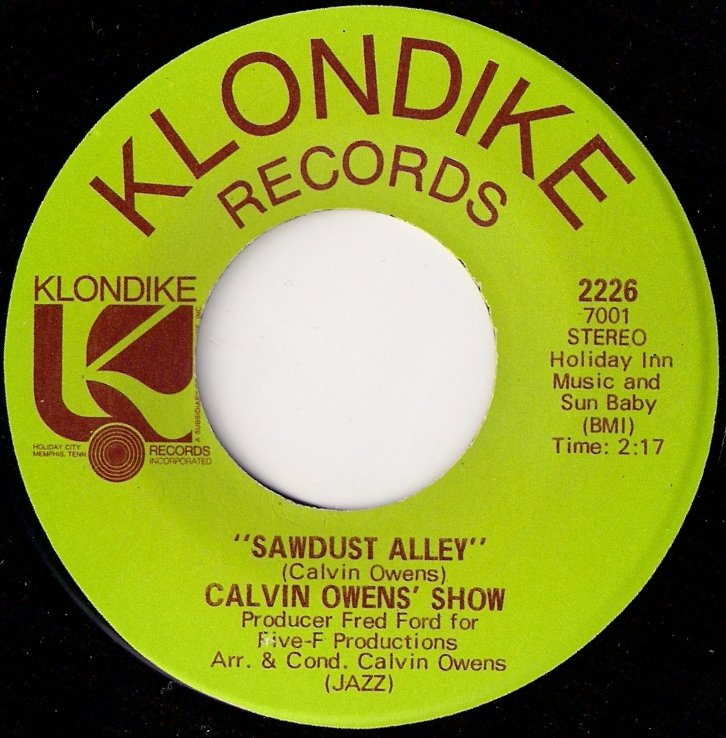 KLONDIKE
RECORDS
KLONDIKE
HOLIDAY CITY
MEMPHIS, TENN.
RECORDS
INCORPORATED
A SUBSIDIARY
2226
7001
STEREO
Holiday Inn
Music and
Sun Baby
(BMI)
Time: 2:17
"SAWDUST ALLEY"
(Calvin Owens)
CALVIN OWENS' SHOW
Producer Fred Ford for
Five-F Productions
Arr. & Cond. Calvin Owens
(JAZZ)